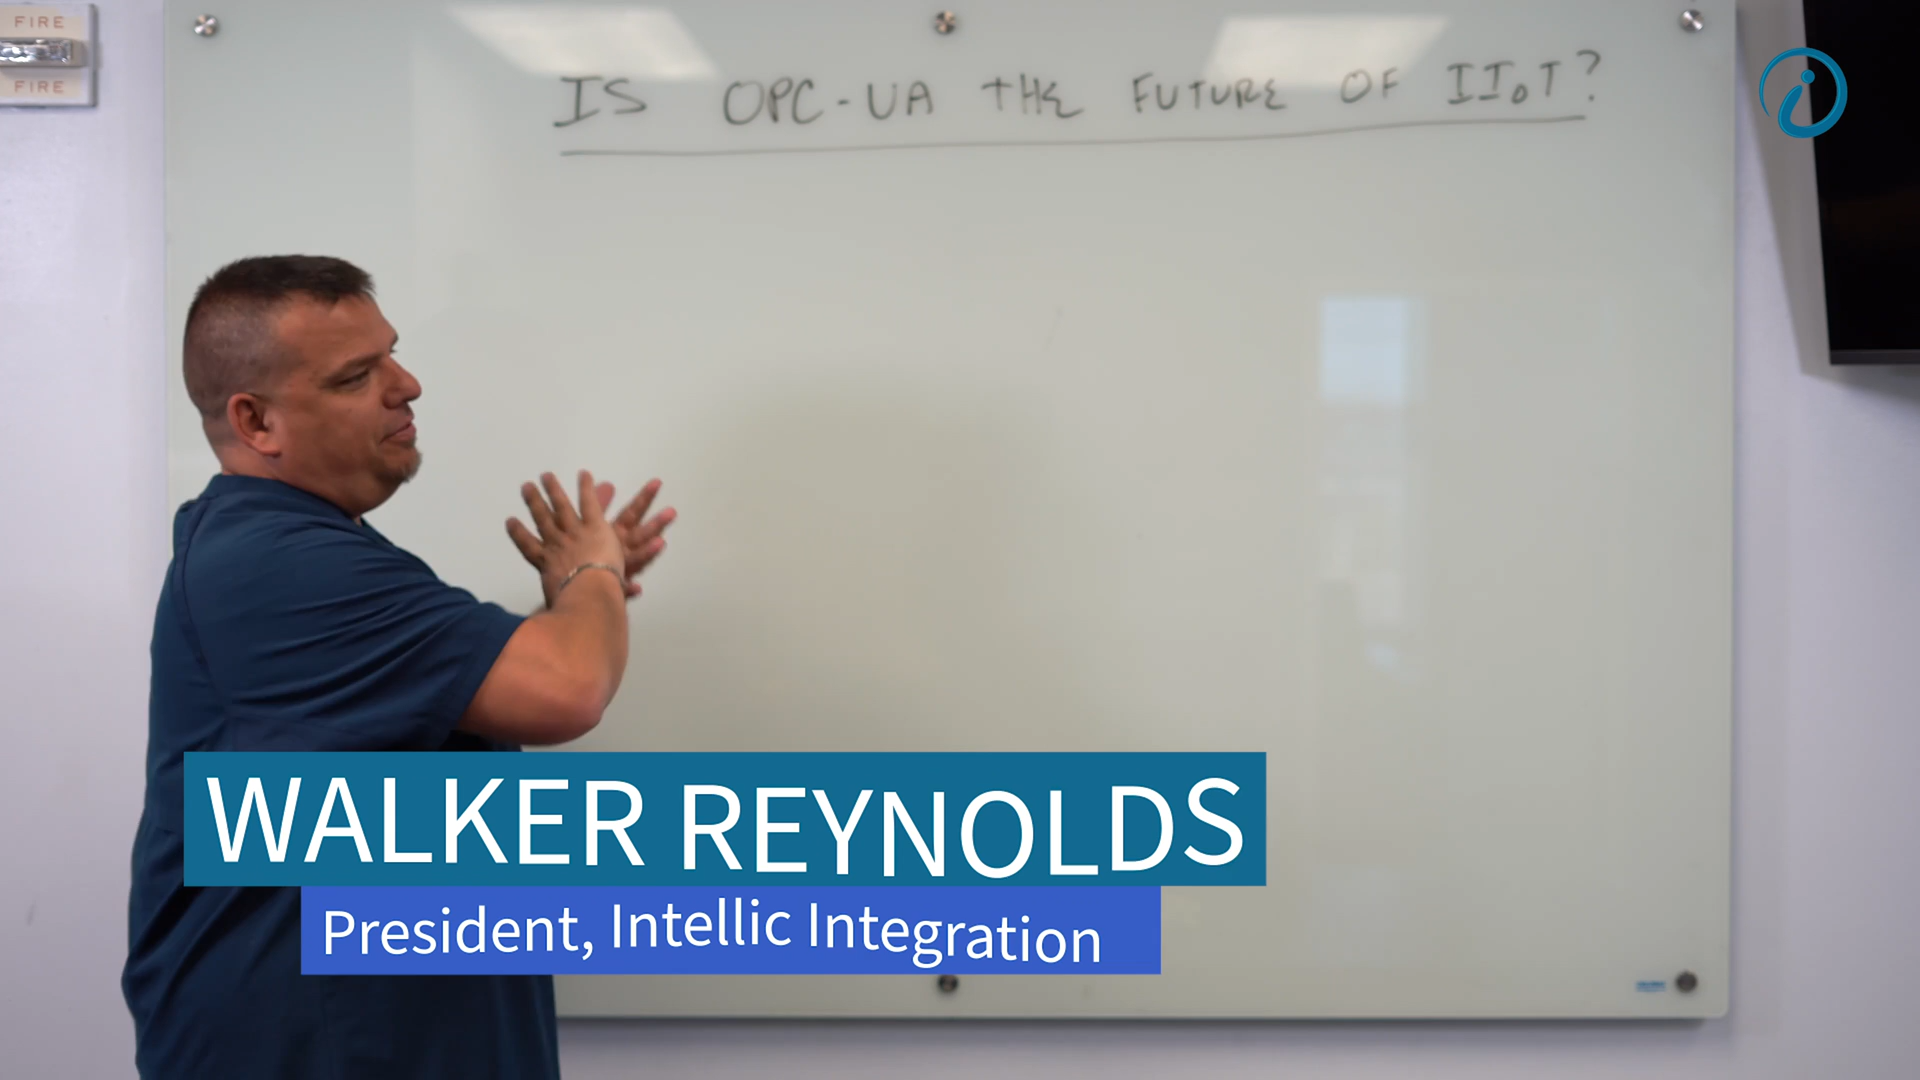 FIRE
FIRE
IS OPC-UA THE FUTURE OF IIoT?
WALKER REYNOLDS
President, Intellic Integration